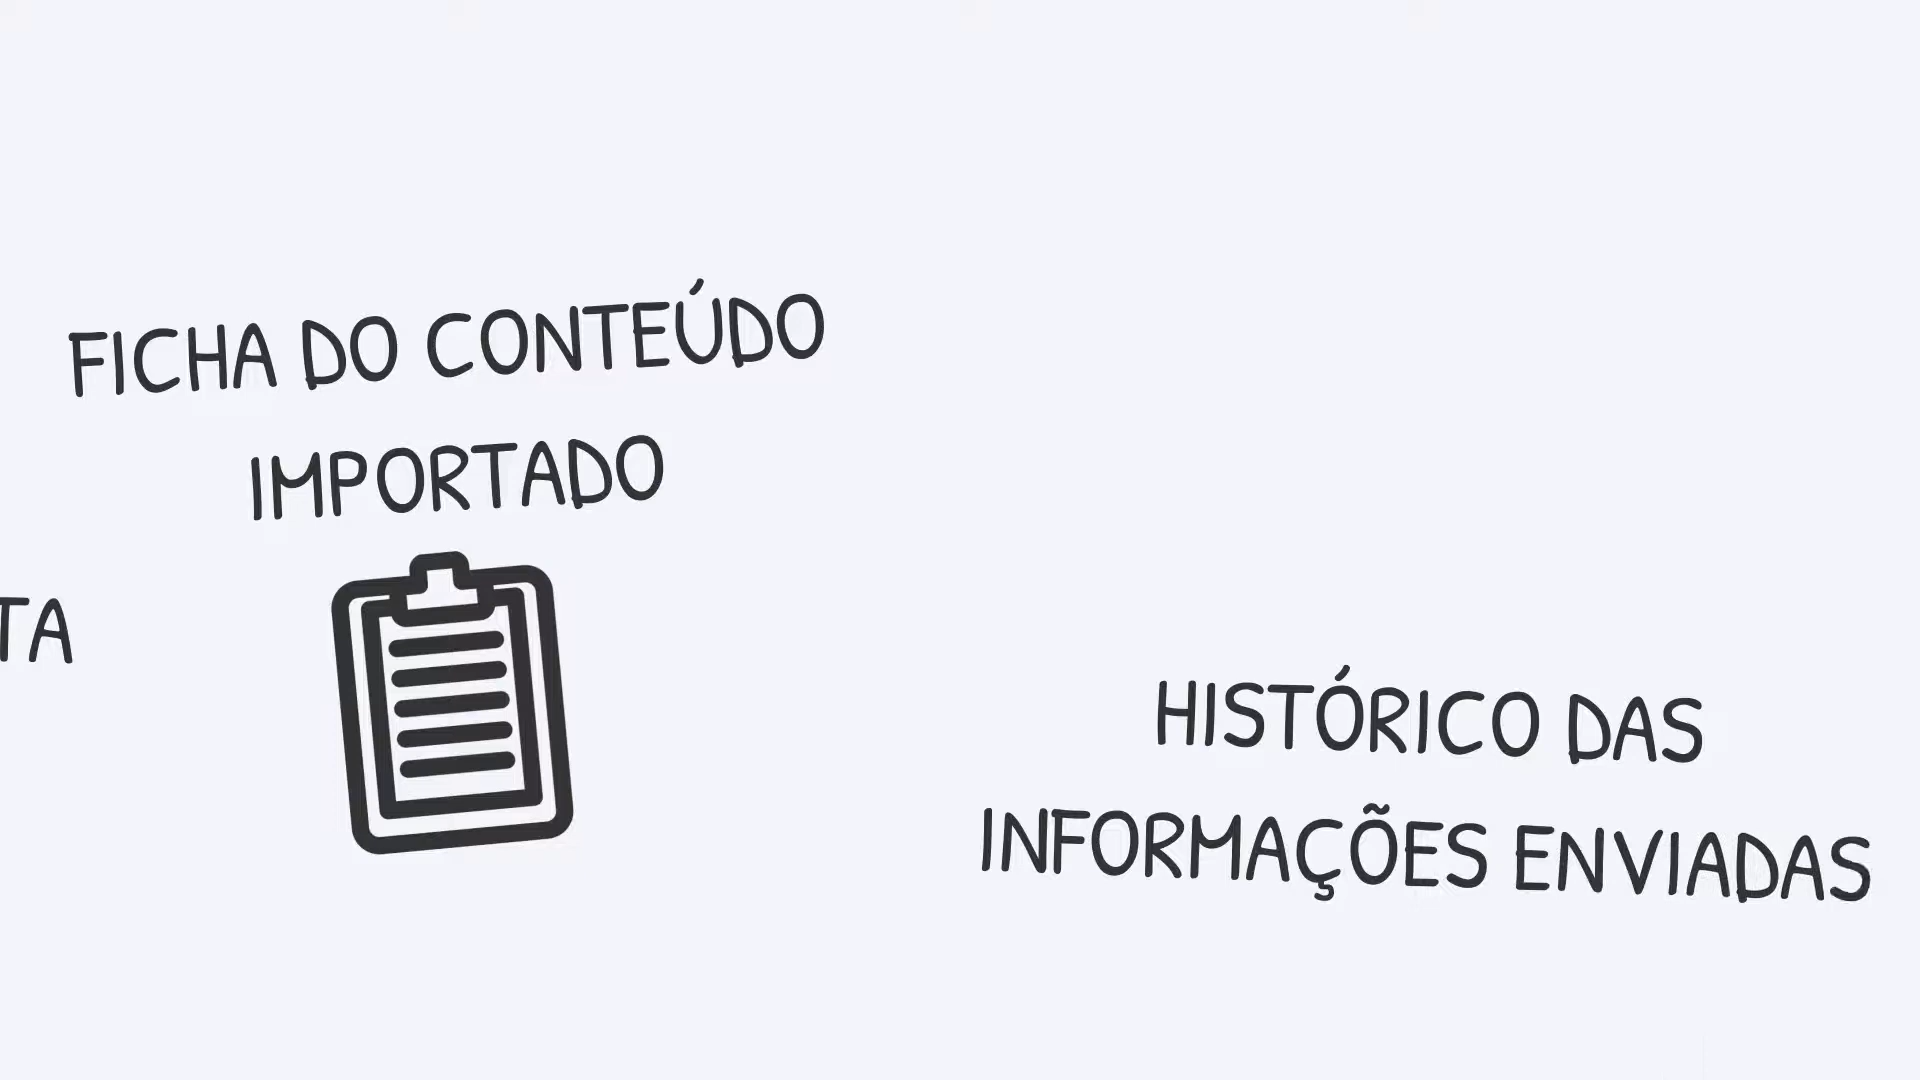 FICHA DO CONTEÚDO
IMPORTADO
TA
HISTÓRICO DAS
INFORMAÇÕES ENVIADAS